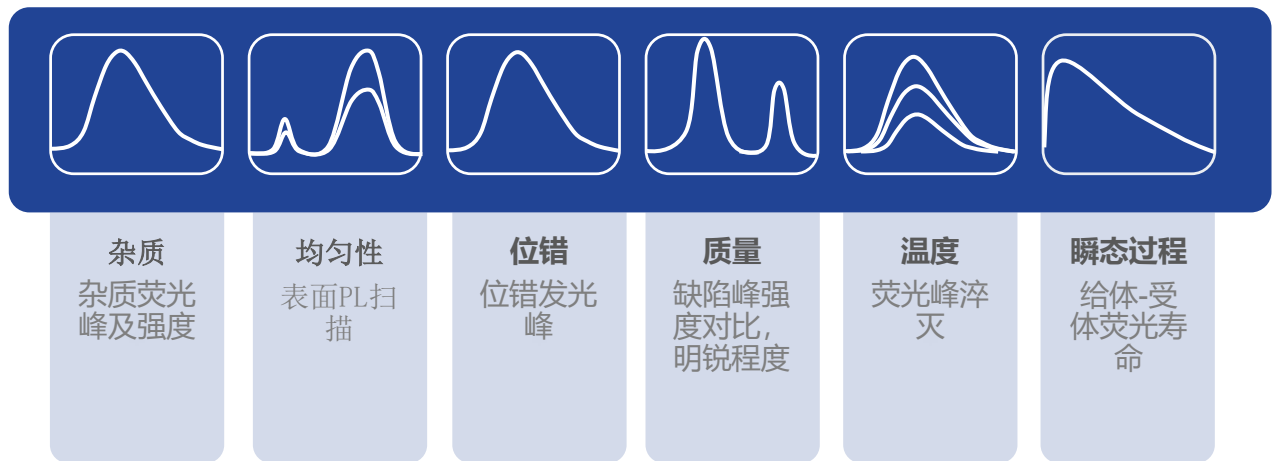 杂质
杂质荧光
峰及强度
均匀性
表面PL扫
描
位错
位错发光
峰
质量
缺陷峰强
度对比，
明锐程度
温度
荧光峰淬
灭
瞬态过程
给体-受
体荧光寿
命